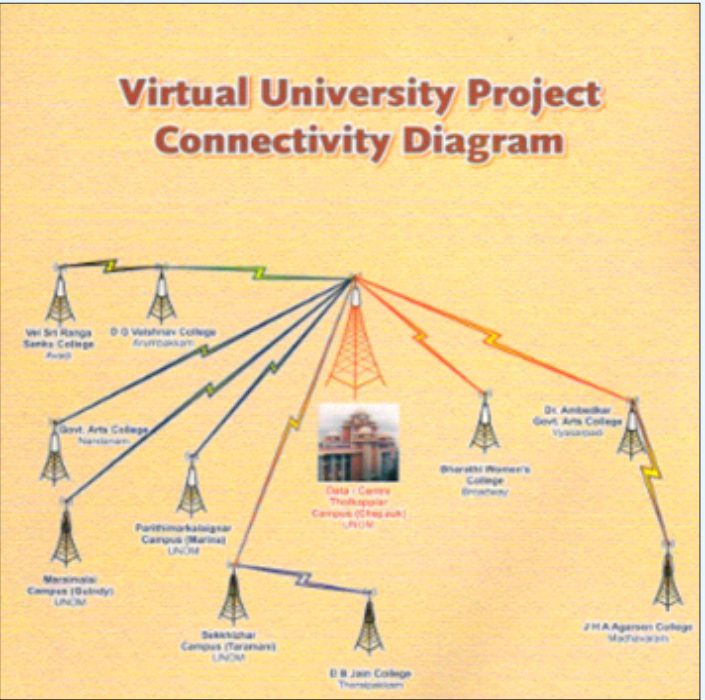 Virtual University Project
Connectivity Diagram
Vel Sri Ranga
Sanku College
Avadi
D G Vaishnav College
Arumbakkam
Govt. Arts College
Nandanam
Dr. Ambedkar
Govt. Arts College
Vyasarpadi
Bharathi Women's
College
Broadway
Data - Centre
Tholkappiar
Campus (Chepauk)
UNOM
Parithimarkalaignar
Campus (Marina)
UNOM
Maraimalai
Campus (Guindy)
UNOM
Sekkhizhar
Campus (Taramani)
UNOM
D B Jain College
Thoraipakkam
J H A Agarsen College
Madhavaram